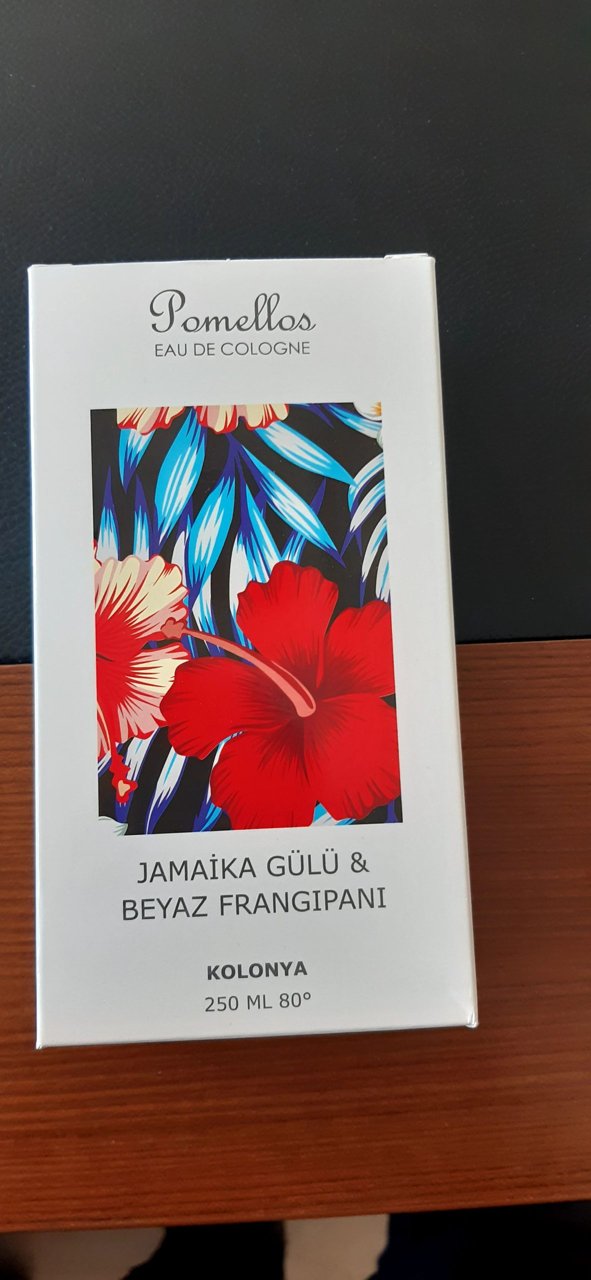 Pomellos
EAU DE COLOGNE
JAMAİKA GÜLÜ &
BEYAZ FRANGIPANI
KOLONYA
250 ML 80°